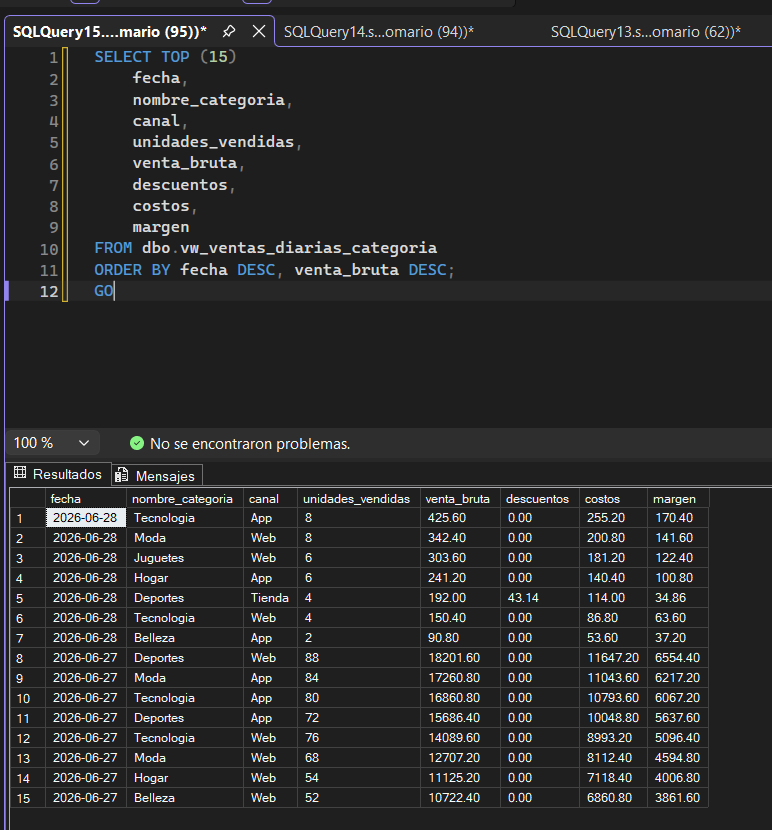 SQLQuery15....mario (95))* SQLQuery14.s...omario (94))* SQLQuery13.s...omario (62))*
1 SELECT TOP (15)
2 fecha,
3 nombre_categoria,
4 canal,
5 unidades_vendidas,
6 venta_bruta,
7 descuentos,
8 costos,
9 margen
10 FROM dbo.vw_ventas_diarias_categoria
11 ORDER BY fecha DESC, venta_bruta DESC;
12 GO
100 % No se encontraron problemas.
Resultados Mensajes
fecha nombre_categoria canal unidades_vendidas venta_bruta descuentos costos margen
1 2026-06-28 Tecnologia App 8 425.60 0.00 255.20 170.40
2 2026-06-28 Moda Web 8 342.40 0.00 200.80 141.60
3 2026-06-28 Juguetes Web 6 303.60 0.00 181.20 122.40
4 2026-06-28 Hogar App 6 241.20 0.00 140.40 100.80
5 2026-06-28 Deportes Tienda 4 192.00 43.14 114.00 34.86
6 2026-06-28 Tecnologia Web 4 150.40 0.00 86.80 63.60
7 2026-06-28 Belleza App 2 90.80 0.00 53.60 37.20
8 2026-06-27 Deportes Web 88 18201.60 0.00 11647.20 6554.40
9 2026-06-27 Moda App 84 17260.80 0.00 11043.60 6217.20
10 2026-06-27 Tecnologia App 80 16860.80 0.00 10793.60 6067.20
11 2026-06-27 Deportes App 72 15686.40 0.00 10048.80 5637.60
12 2026-06-27 Tecnologia Web 76 14089.60 0.00 8993.20 5096.40
13 2026-06-27 Moda Web 68 12707.20 0.00 8112.40 4594.80
14 2026-06-27 Hogar Web 54 11125.20 0.00 7118.40 4006.80
15 2026-06-27 Belleza Web 52 10722.40 0.00 6860.80 3861.60